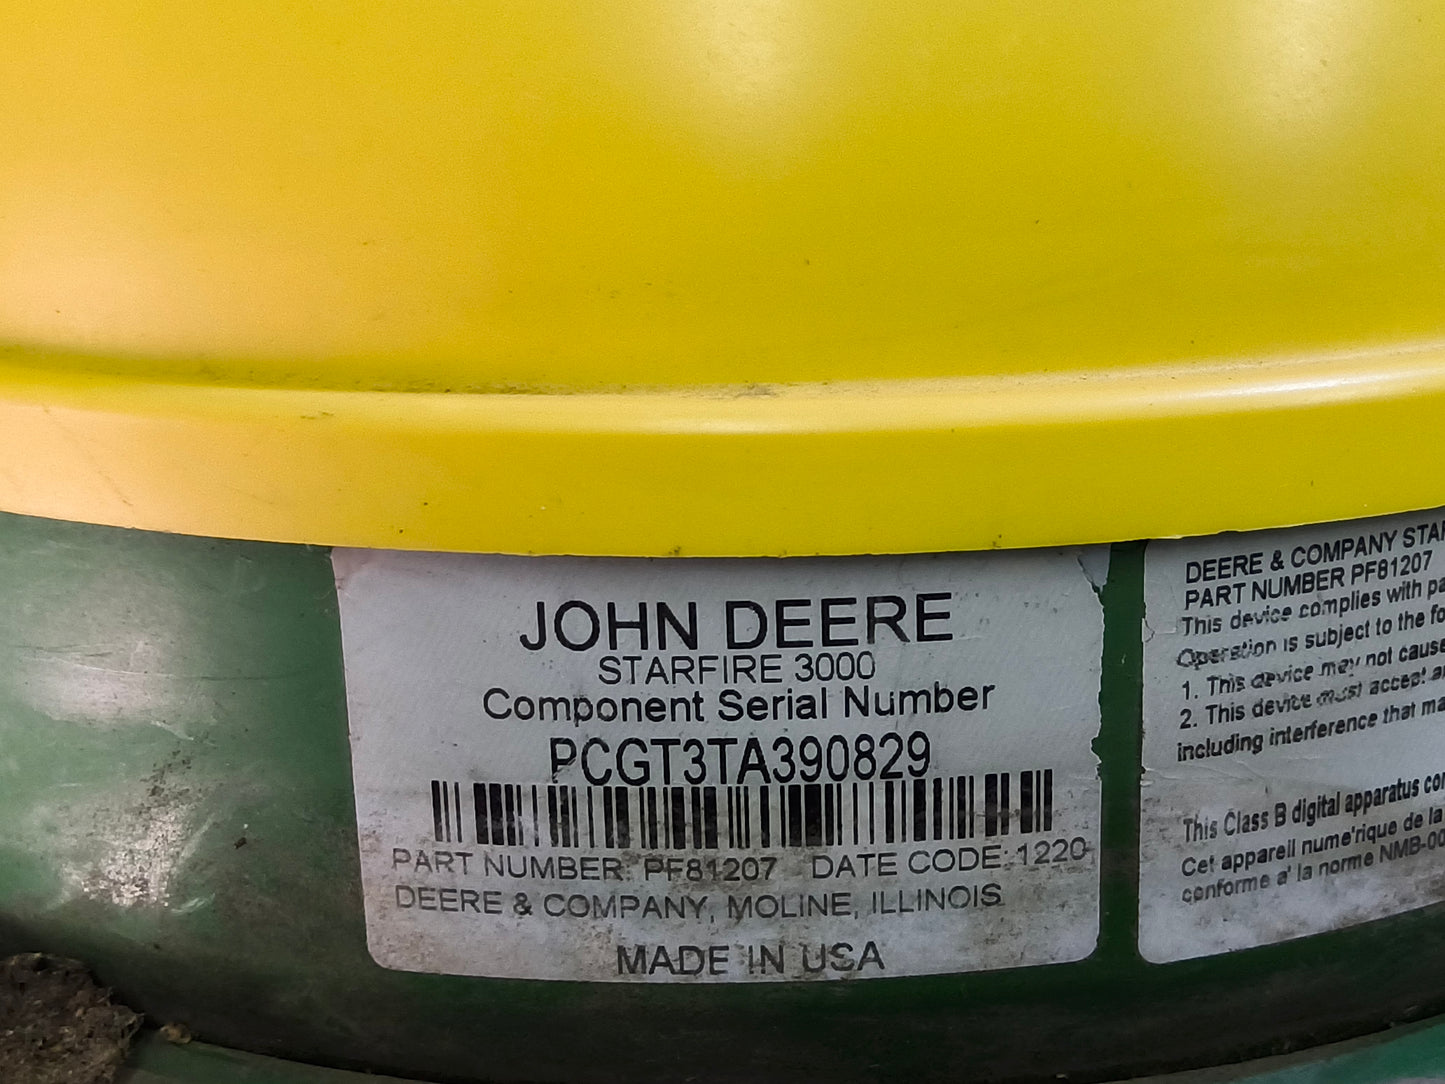 JOHN DEERE
STARFIRE 3000
Component Serial Number
PCGT3TA390829
PART NUMBER: PF81207 DATE CODE: 1220
DEERE & COMPANY, MOLINE, ILLINOIS
MADE IN USA
DEERE & COMPANY
PART NUMBER PF81207
This device complies with
Operation is subject to the
1. This device may not cause
2. This device must accept
including interference that
This Class B digital apparatus
Cet appareil nume'rique de la
conforme a' la norme